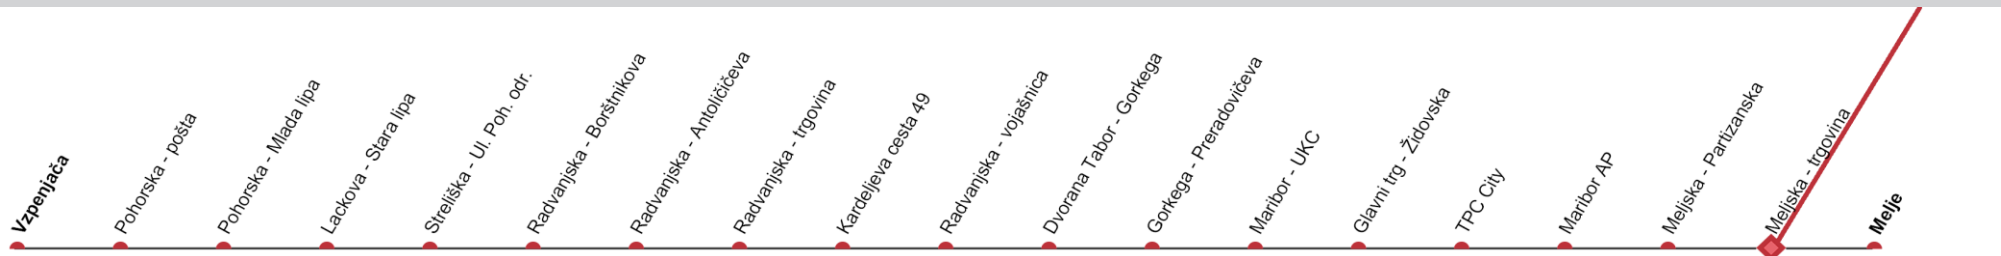 Vzpenjača
Pohorska - pošta
Pohorska - Mlada lipa
Lackova - Stara lipa
Streliška - Ul. Poh. odr.
Radvanjska - Borštnikova
Radvanjska - Antoličičeva
Radvanjska - trgovina
Kardeljeva cesta 49
Radvanjska - vojašnica
Dvorana Tabor - Gorkega
Gorkega - Preradovičeva
Maribor - UKC
Glavni trg - Židovska
TPC City
Maribor AP
Meljska - Partizanska
Meljska - trgovina
Melje